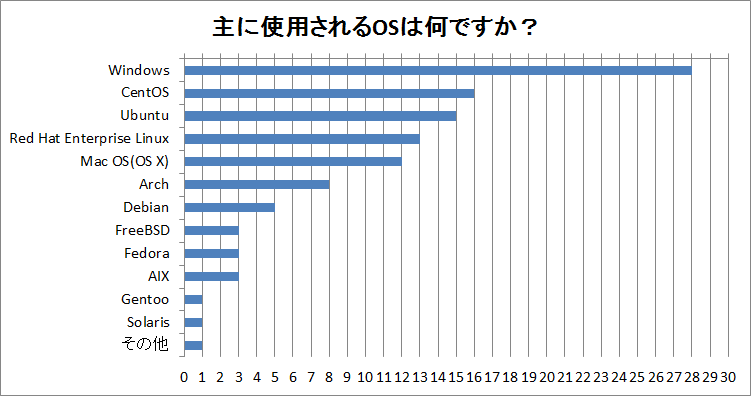 主に使用されるOSは何ですか？
Windows
CentOS
Ubuntu
Red Hat Enterprise Linux
Mac OS(OS X)
Arch
Debian
FreeBSD
Fedora
AIX
Gentoo
Solaris
その他
0 1 2 3 4 5 6 7 8 9 10 11 12 13 14 15 16 17 18 19 20 21 22 23 24 25 26 27 28 29 30